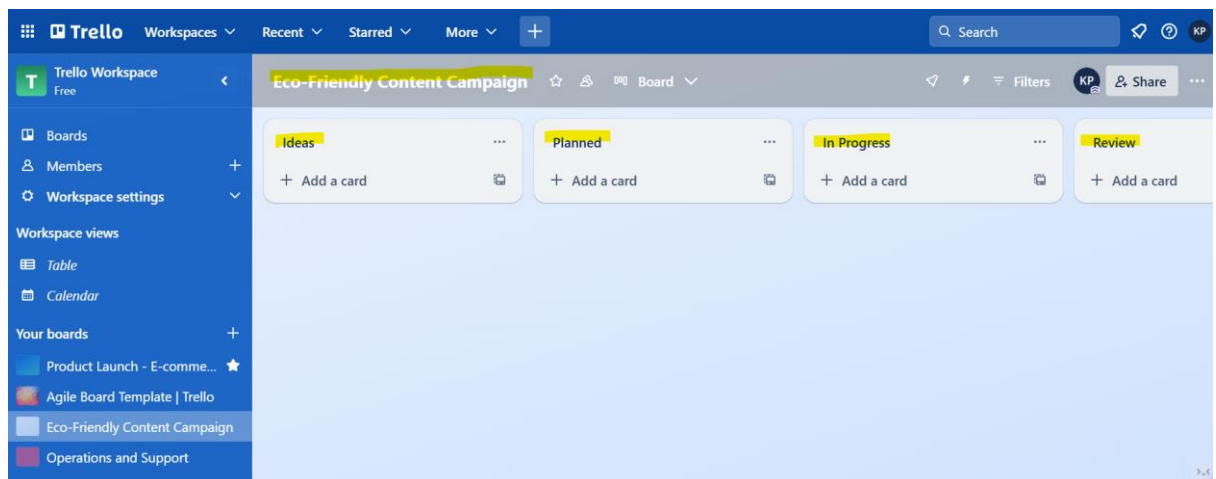 Trello Workspaces Recent Starred More + Search KP
T Trello Workspace
Free
Eco-Friendly Content Campaign Board Filters KP Share ...
Boards
Members +
Workspace settings
Workspace views
Table
Calendar
Your boards +
Product Launch - E-comme...
Agile Board Template | Trello
Eco-Friendly Content Campaign
Operations and Support
Ideas ...
+ Add a card
Planned ...
+ Add a card
In Progress ...
+ Add a card
Review
+ Add a card